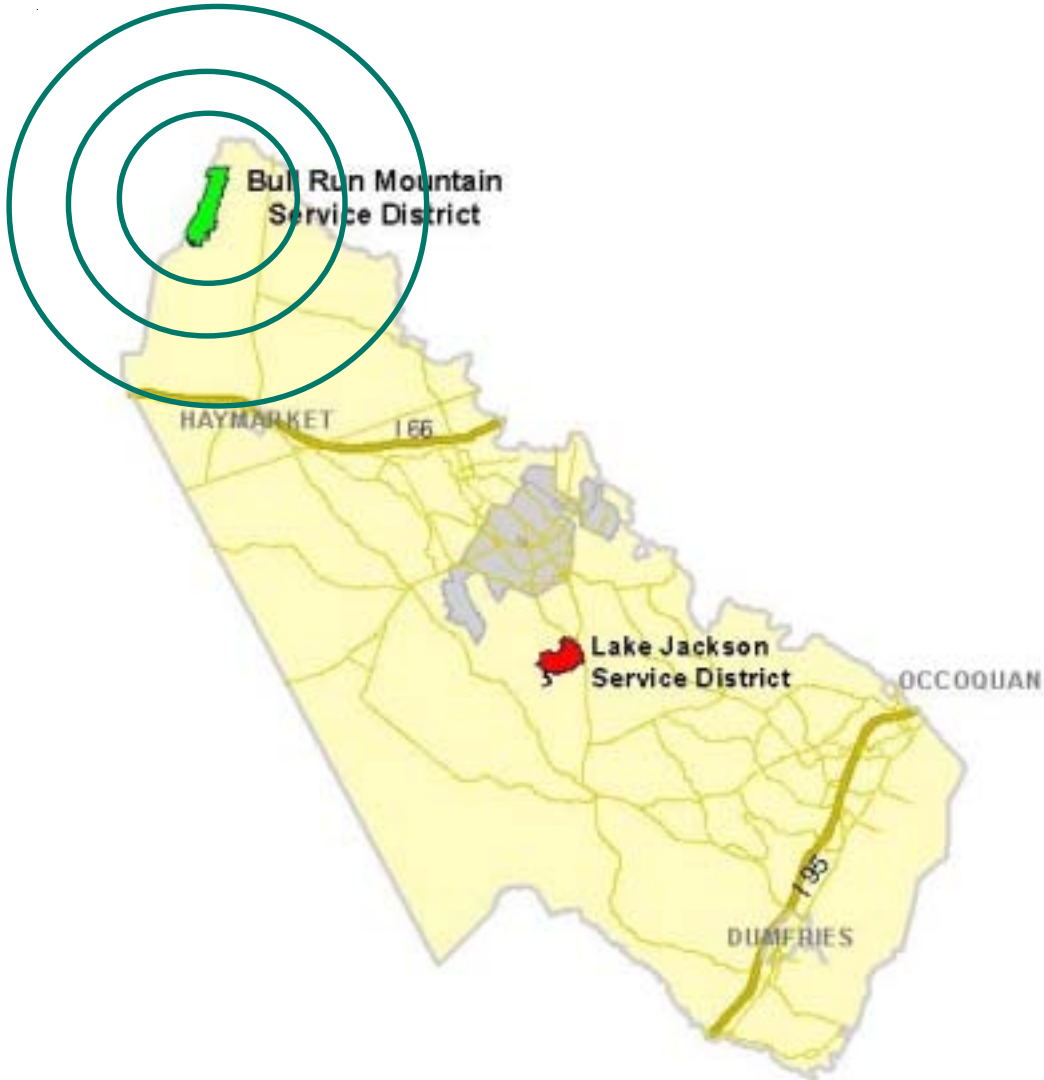 Bull Run Mountain
Service District
HAYMARKET
I 66
Lake Jackson
Service District
OCCOQUAN
I 95
DUMFRIES